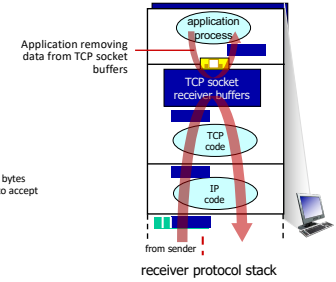 application
process
Application removing
data from TCP socket
buffers
TCP socket
receiver buffers
TCP
code
bytes
to accept
IP
code
from sender
receiver protocol stack